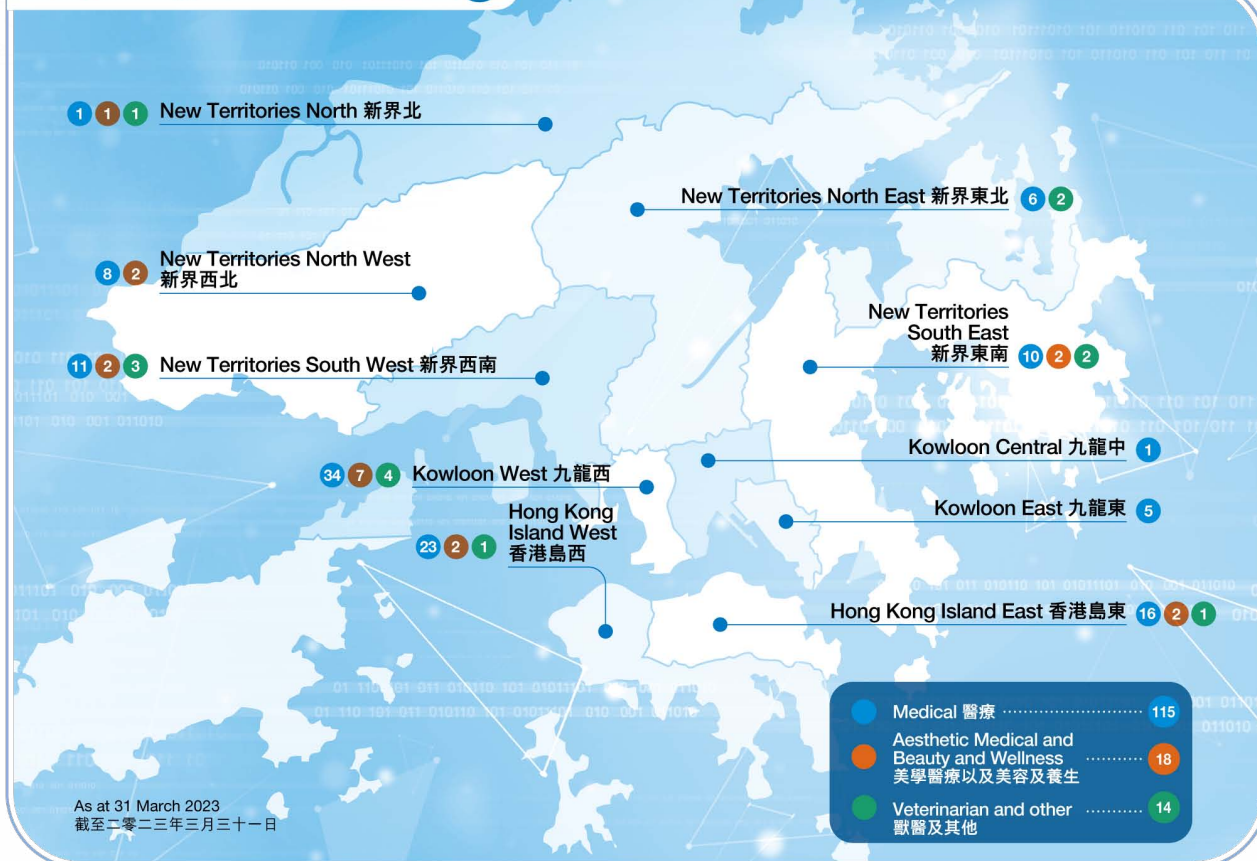 1 1 1 New Territories North 新界北
New Territories North East 新界東北 6 2
8 2 New Territories North West
新界西北
New Territories
South East
新界東南 10 2 2
11 2 3 New Territories South West 新界西南
Kowloon Central 九龍中 1
34 7 4 Kowloon West 九龍西
Kowloon East 九龍東 5
Hong Kong
Island West
23 2 1 香港島西
Hong Kong Island East 香港島東 16 2 1
Medical 醫療 115
Aesthetic Medical and
Beauty and Wellness 18
美學醫療以及美容及養生
Veterinarian and other 14
獸醫及其他
As at 31 March 2023
截至二零二三年三月三十一日